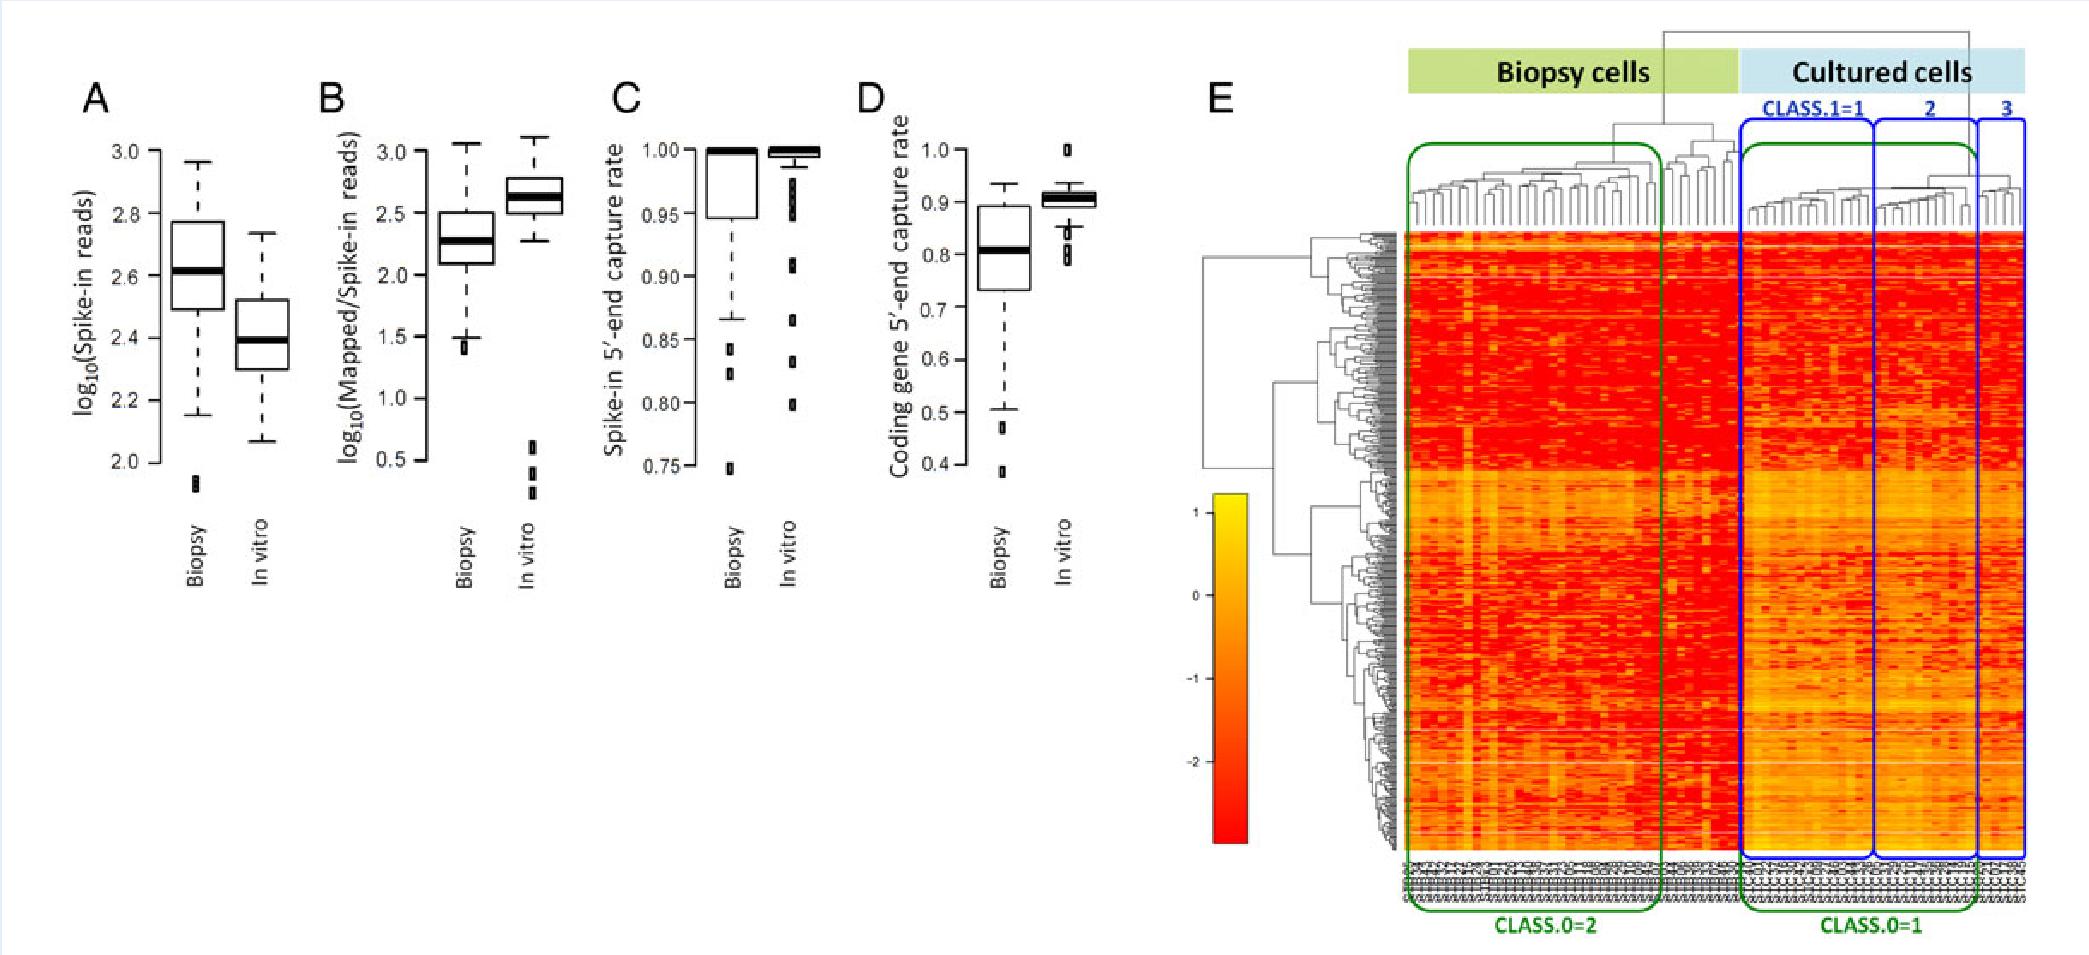 A
log10(Spike-in reads)
3.0
2.8
2.6
2.4
2.2
2.0
Biopsy
In vitro
B
log10(Mapped/Spike-in reads)
3.0
2.5
2.0
1.5
1.0
0.5
Biopsy
In vitro
C
Spike-in 5′-end capture rate
1.00
0.95
0.90
0.85
0.80
0.75
Biopsy
In vitro
D
Coding gene 5′-end capture rate
1.0
0.9
0.8
0.7
0.6
0.5
0.4
Biopsy
In vitro
E
Biopsy cells
Cultured cells
CLASS.1=1
2
3
1
0
-1
-2
CLASS.0=2
CLASS.0=1